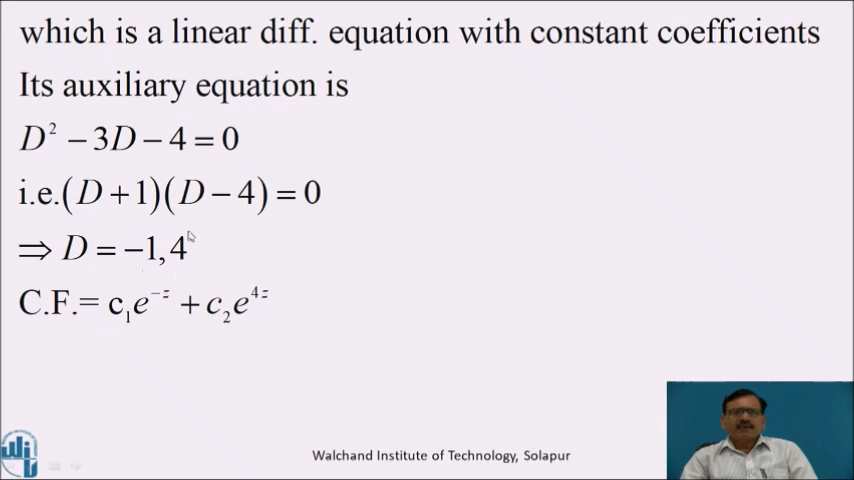 which is a linear diff. equation with constant coefficients
Its auxiliary equation is
D² − 3D − 4 = 0
i.e.(D + 1)(D − 4) = 0
⇒ D = −1, 4
C.F.= c₁e⁻ᶻ + c₂e⁴ᶻ
Walchand Institute of Technology, Solapur